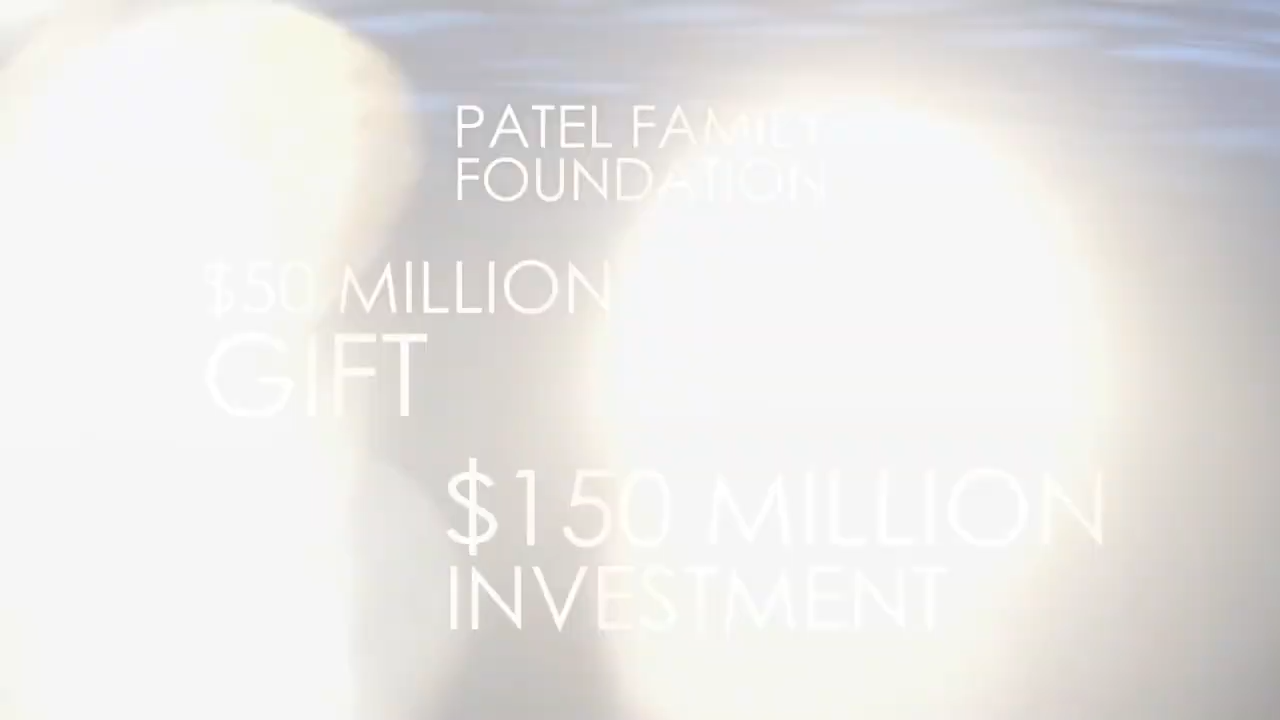 PATEL FAMILY
FOUNDATION
$50 MILLION
GIFT
$150 MILLION
INVESTMENT